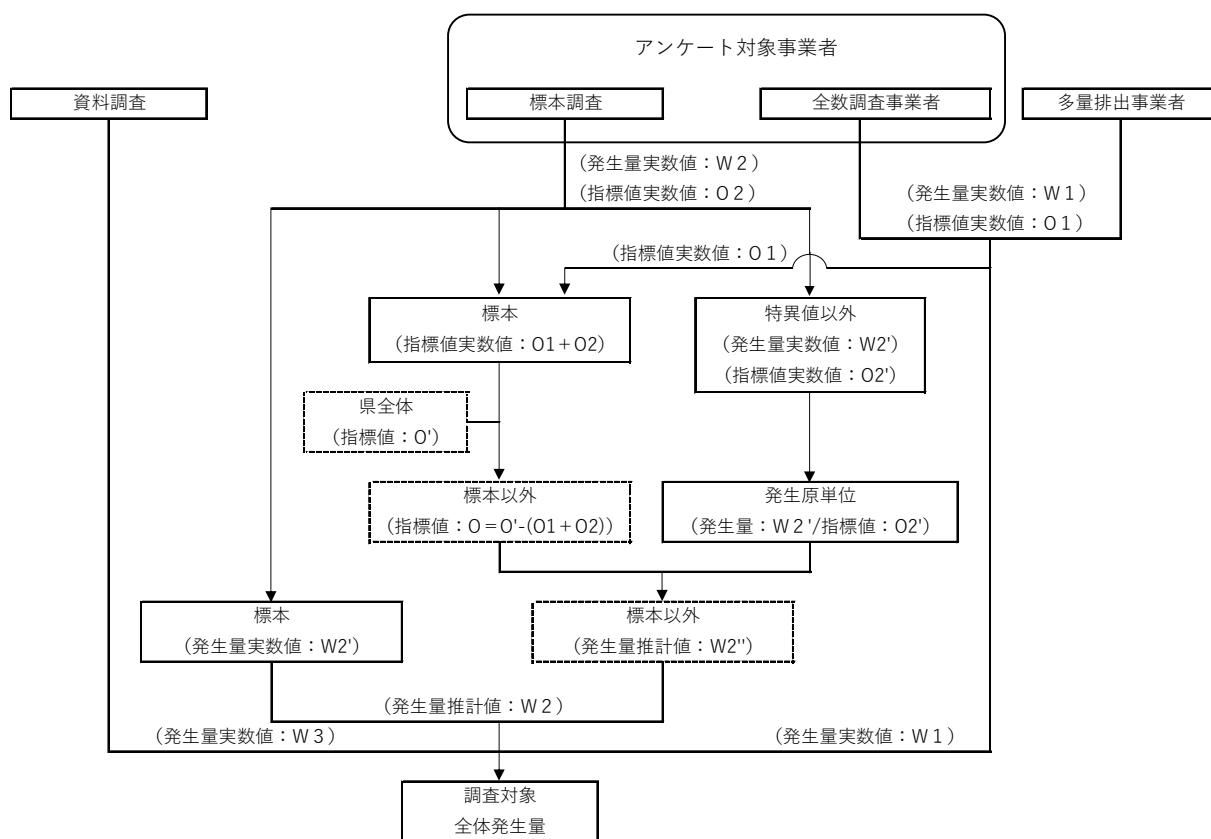 アンケート対象事業者
資料調査
標本調査
全数調査事業者
多量排出事業者
（発生量実数値：W２）
（指標値実数値：O２）
（発生量実数値：W１）
（指標値実数値：O１）
（指標値実数値：O１）
標本
（指標値実数値：O1＋O2）
特異値以外
（発生量実数値：W2'）
（指標値実数値：O2'）
県全体
（指標値：O'）
標本以外
（指標値：O＝O'-(O1＋O2)）
発生原単位
（発生量：W２'/指標値：O2'）
標本
（発生量実数値：W2'）
標本以外
（発生量推計値：W2''）
（発生量推計値：W２）
（発生量実数値：W３）
（発生量実数値：W１）
調査対象
全体発生量